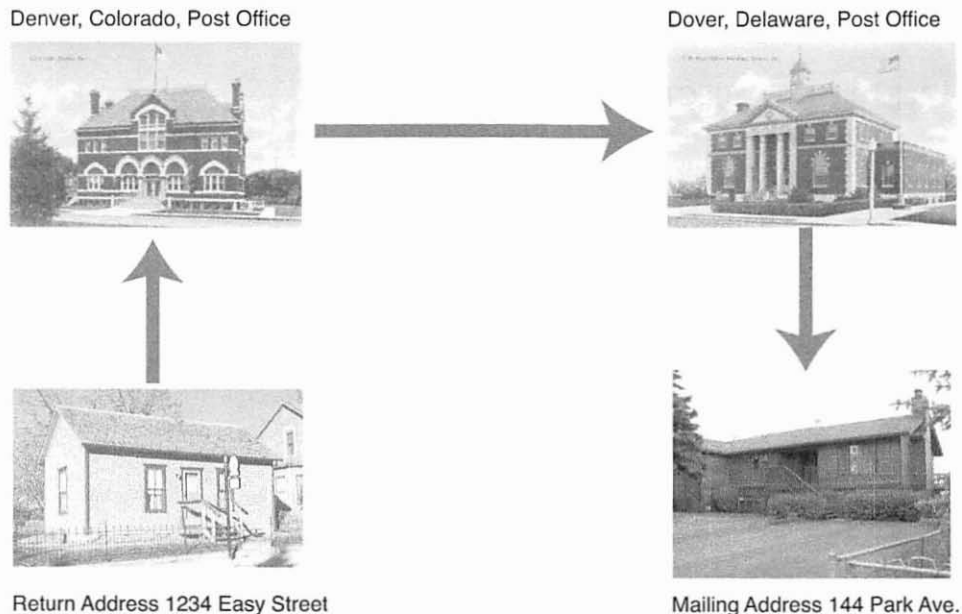 Denver, Colorado, Post Office
Dover, Delaware, Post Office
Return Address 1234 Easy Street
Mailing Address 144 Park Ave.